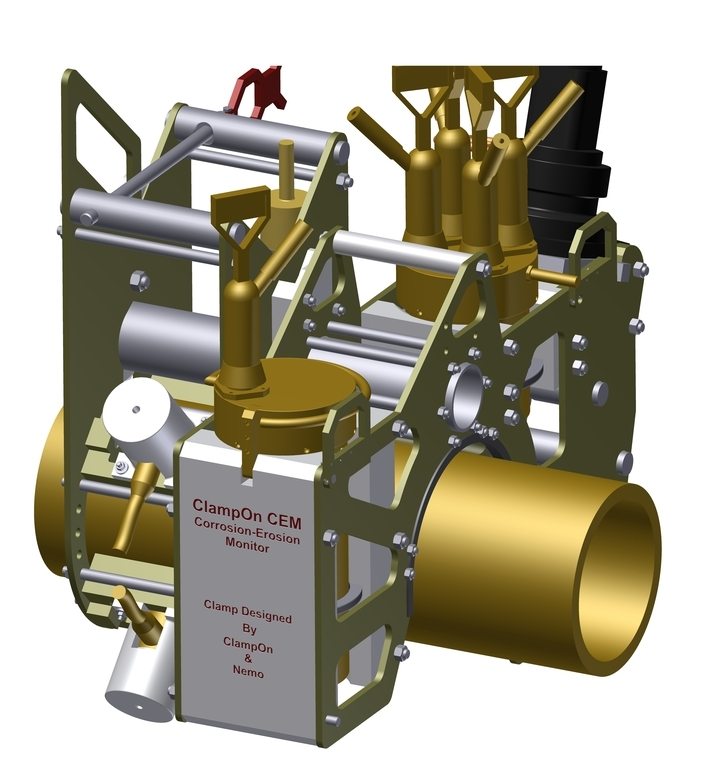 ClampOn CEM
Corrosion-Erosion
Monitor
Clamp Designed
By
ClampOn
&
Nemo